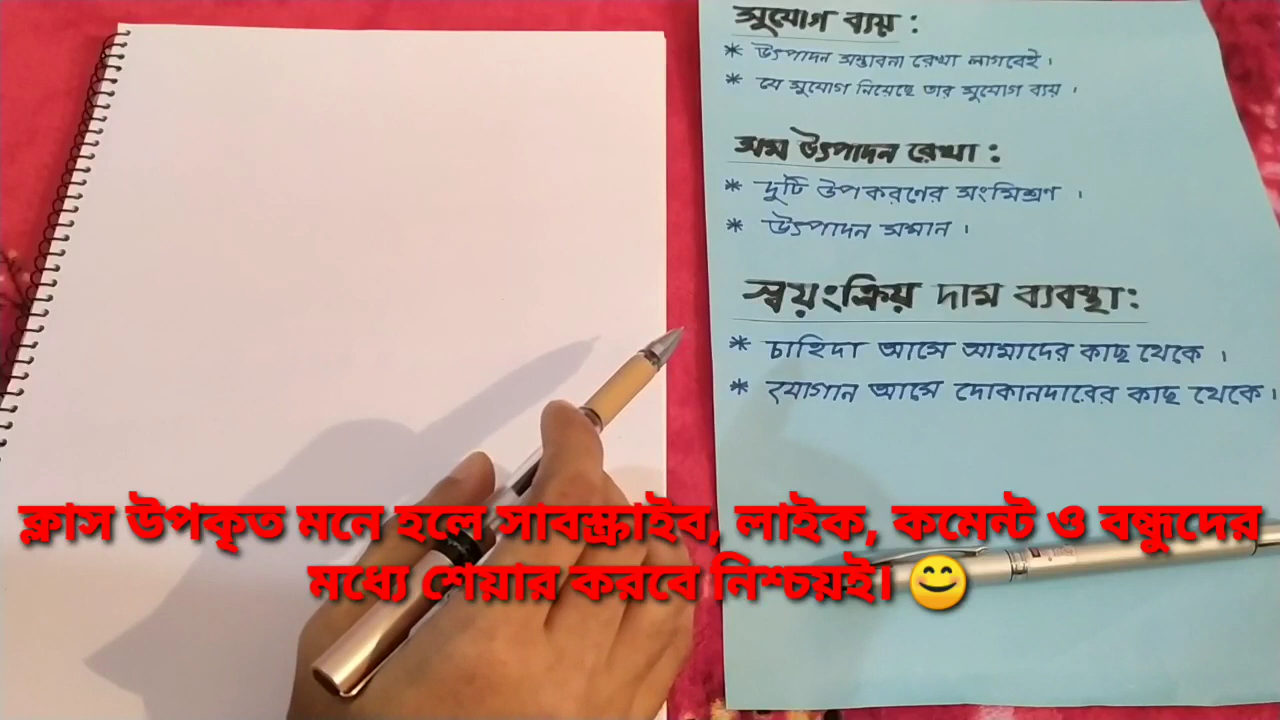 সুযোগ ব্যয় :
* উৎপাদন সম্ভাবনা রেখা লাগবেই ।
* যে সুযোগ নিয়েছে তার সুযোগ ব্যয় ।
সম উৎপাদন রেখা :
* দুটি উপকরণের সংমিশ্রণ ।
* উৎপাদন সমান ।
স্বয়ংক্রিয় দাম ব্যবস্থা:
* চাহিদা আসে আমাদের কাছ থেকে ।
* যোগান আসে দোকানদারের কাছ থেকে ।
ক্লাস উপকৃত মনে হলে সাবস্ক্রাইব, লাইক, কমেন্ট ও বন্ধুদের
মধ্যে শেয়ার করবে নিশ্চয়ই। 😊